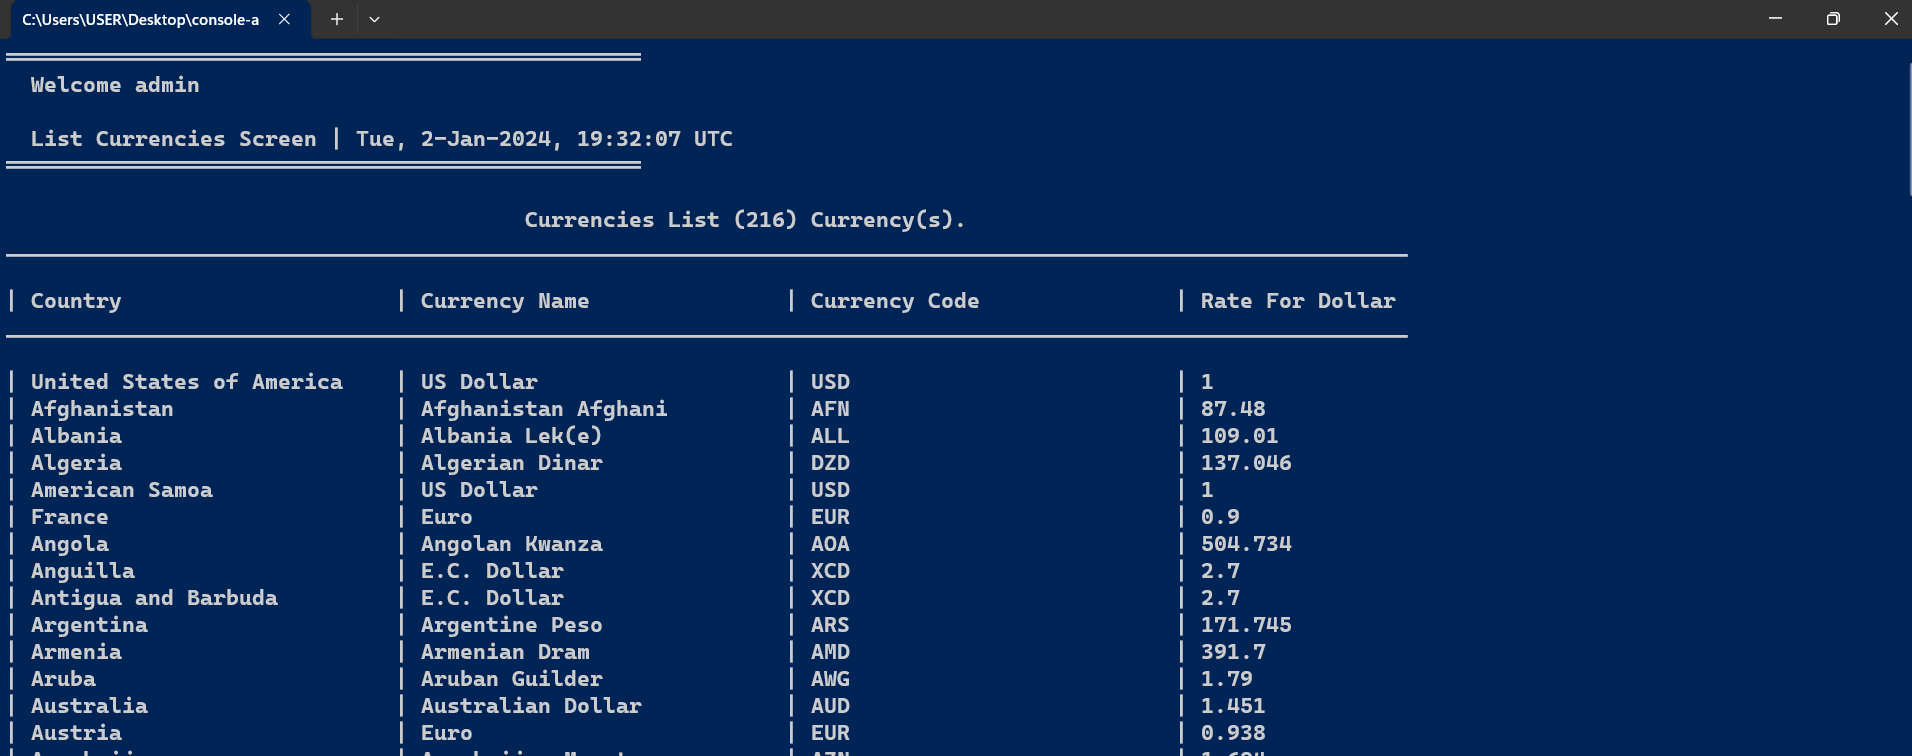 C:\Users\USER\Desktop\console-a
Welcome admin
List Currencies Screen | Tue, 2-Jan-2024, 19:32:07 UTC
Currencies List (216) Currency(s).
| Country | Currency Name | Currency Code | Rate For Dollar
| United States of America | US Dollar | USD | 1
| Afghanistan | Afghanistan Afghani | AFN | 87.48
| Albania | Albania Lek(e) | ALL | 109.01
| Algeria | Algerian Dinar | DZD | 137.046
| American Samoa | US Dollar | USD | 1
| France | Euro | EUR | 0.9
| Angola | Angolan Kwanza | AOA | 504.734
| Anguilla | E.C. Dollar | XCD | 2.7
| Antigua and Barbuda | E.C. Dollar | XCD | 2.7
| Argentina | Argentine Peso | ARS | 171.745
| Armenia | Armenian Dram | AMD | 391.7
| Aruba | Aruban Guilder | AWG | 1.79
| Australia | Australian Dollar | AUD | 1.451
| Austria | Euro | EUR | 0.938